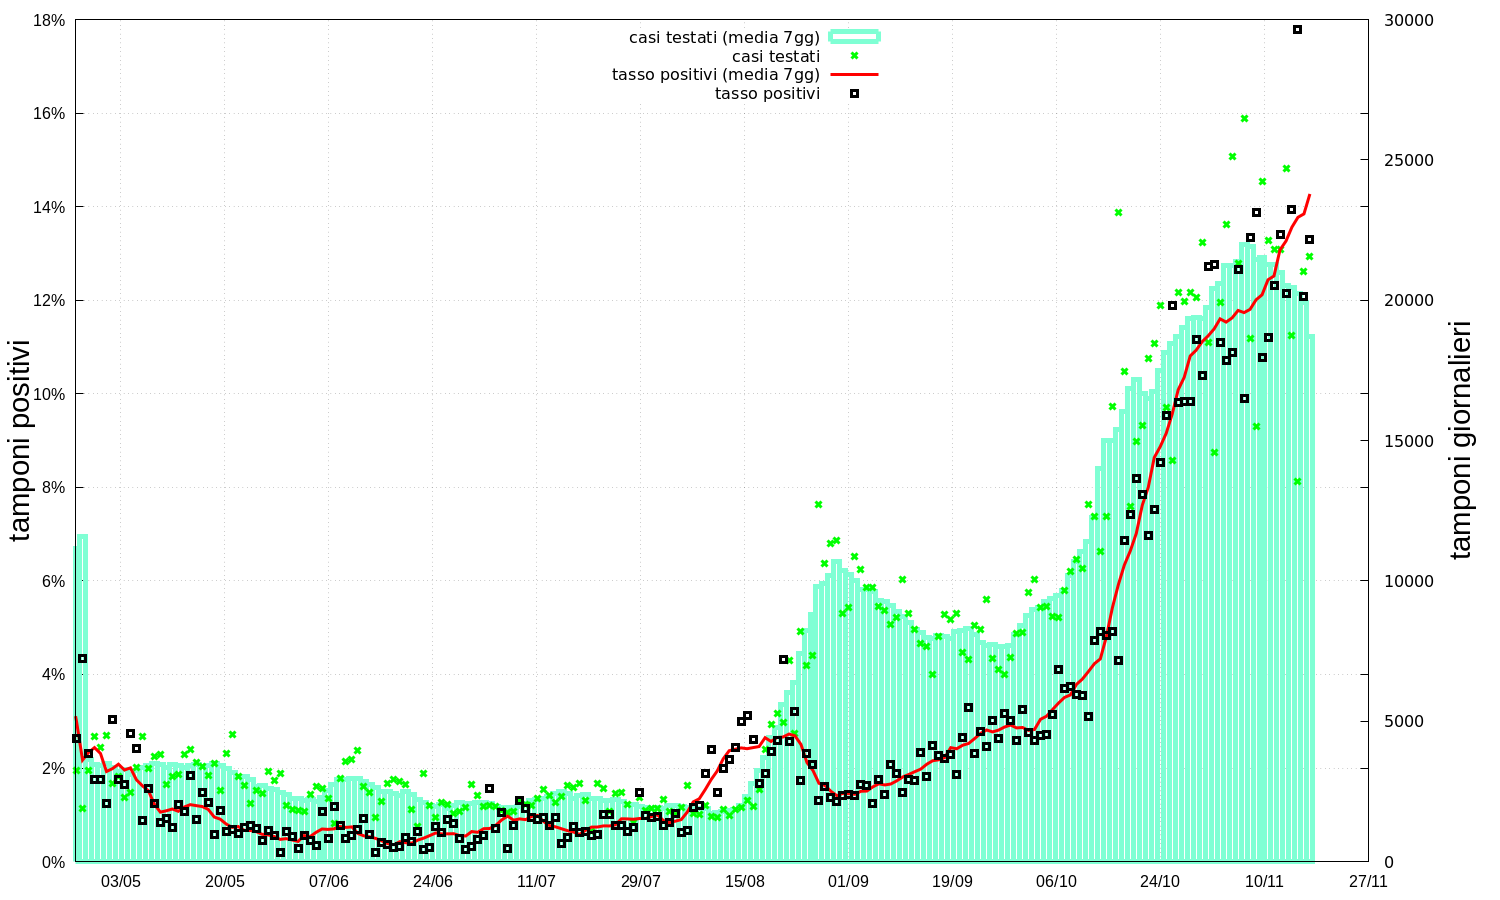 casi testati (media 7gg)
casi testati
tasso positivi (media 7gg)
tasso positivi
18%
16%
14%
12%
10%
8%
6%
4%
2%
0%
tamponi positivi
30000
25000
20000
15000
10000
5000
0
tamponi giornalieri
03/05 20/05 07/06 24/06 11/07 29/07 15/08 01/09 19/09 06/10 24/10 10/11 27/11